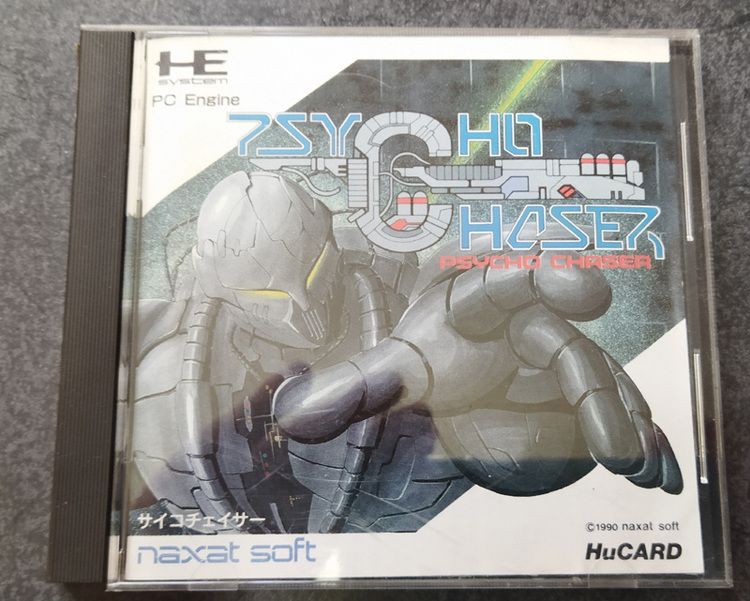 HE
system
PC Engine
PSYCHO
CHASER
PSYCHO CHASER
サイコチェイサー
naxat soft
©1990 naxat soft
HuCARD